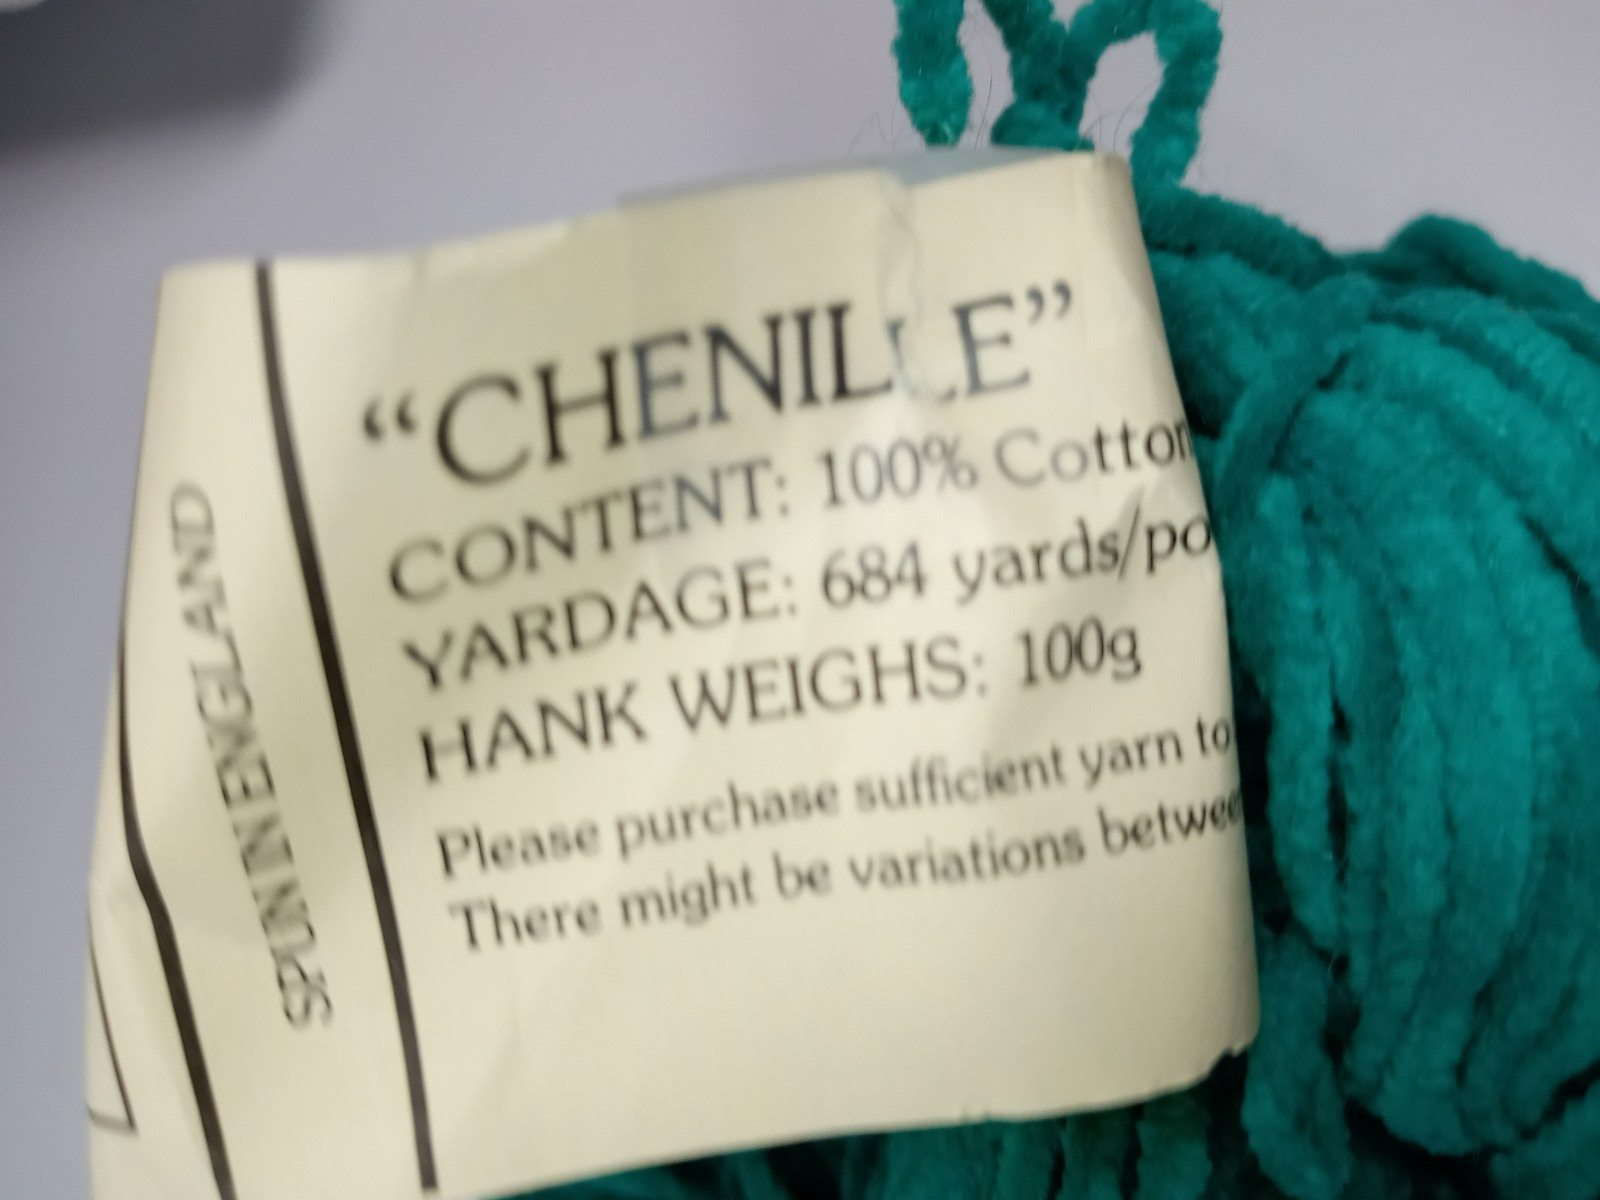 "CHENILLE"
CONTENT: 100% Cotton
YARDAGE: 684 yards/po
HANK WEIGHS: 100g
Please purchase sufficient yarn to
There might be variations betwee
SPUN IN ENGLAND